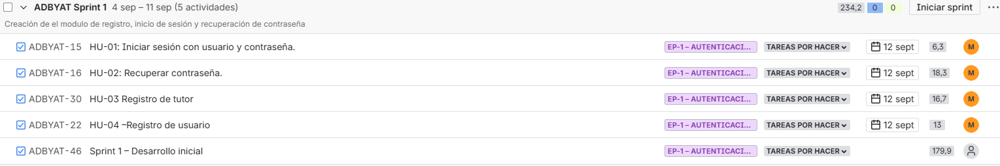 ADBYAT Sprint 1 4 sep – 11 sep (5 actividades) 234,2 0 0 Iniciar sprint
Creación de el modulo de registro, inicio de sesión y recuperación de contraseña
ADBYAT-15 HU-01: Iniciar sesión con usuario y contraseña. EP-1 – AUTENTICACI... TAREAS POR HACER 12 sept 6,3 M
ADBYAT-16 HU-02: Recuperar contraseña. EP-1 – AUTENTICACI... TAREAS POR HACER 12 sept 18,3 M
ADBYAT-30 HU-03 Registro de tutor EP-1 – AUTENTICACI... TAREAS POR HACER 12 sept 16,7 M
ADBYAT-22 HU-04 –Registro de usuario EP-1 – AUTENTICACI... TAREAS POR HACER 12 sept 13 M
ADBYAT-46 Sprint 1 – Desarrollo inicial EP-1 – AUTENTICACI... TAREAS POR HACER 179,9